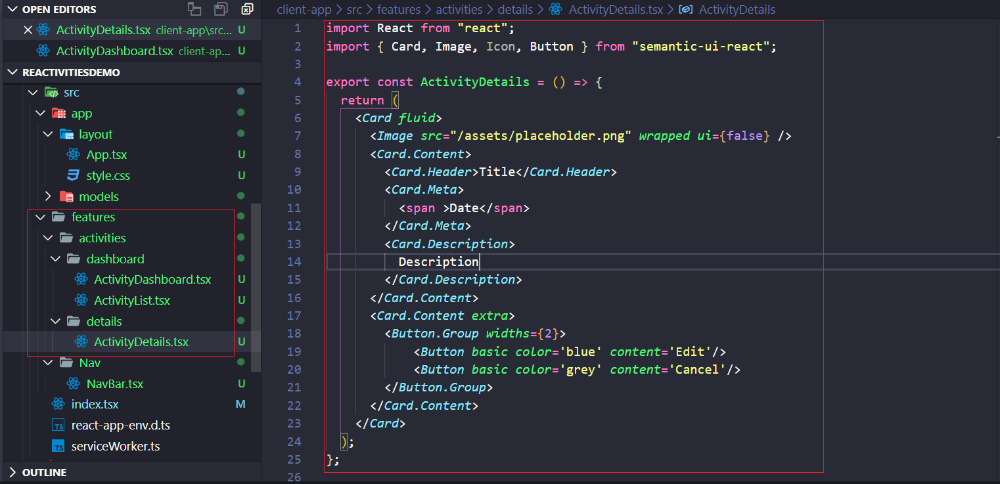 OPEN EDITORS
ActivityDetails.tsx client-app\src... U
ActivityDashboard.tsx client-ap... U
REACTIVITIESDEMO
src
app
layout
App.tsx U
style.css U
models
features
activities
dashboard
ActivityDashboard.tsx U
ActivityList.tsx U
details
ActivityDetails.tsx U
Nav
NavBar.tsx U
index.tsx M
TS react-app-env.d.ts
TS serviceWorker.ts
OUTLINE
client-app > src > features > activities > details > ActivityDetails.tsx > ActivityDetails
1 import React from "react";
2 import { Card, Image, Icon, Button } from "semantic-ui-react";
3
4 export const ActivityDetails = () => {
5 return (
6 <Card fluid>
7 <Image src="/assets/placeholder.png" wrapped ui={false} />
8 <Card.Content>
9 <Card.Header>Title</Card.Header>
10 <Card.Meta>
11 <span >Date</span>
12 </Card.Meta>
13 <Card.Description>
14 Description
15 </Card.Description>
16 </Card.Content>
17 <Card.Content extra>
18 <Button.Group widths={2}>
19 <Button basic color='blue' content='Edit'/>
20 <Button basic color='grey' content='Cancel'/>
21 </Button.Group>
22 </Card.Content>
23 </Card>
24 );
25 };
26